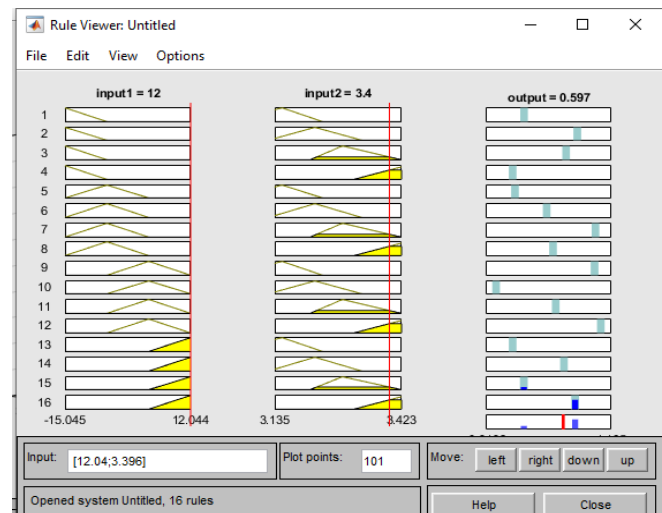 Rule Viewer: Untitled
File Edit View Options
input1 = 12 input2 = 3.4 output = 0.597
1
2
3
4
5
6
7
8
9
10
11
12
13
14
15
16
-15.045 12.044 3.135 3.423
Input: [12.04;3.396] Plot points: 101 Move: left right down up
Opened system Untitled, 16 rules Help Close